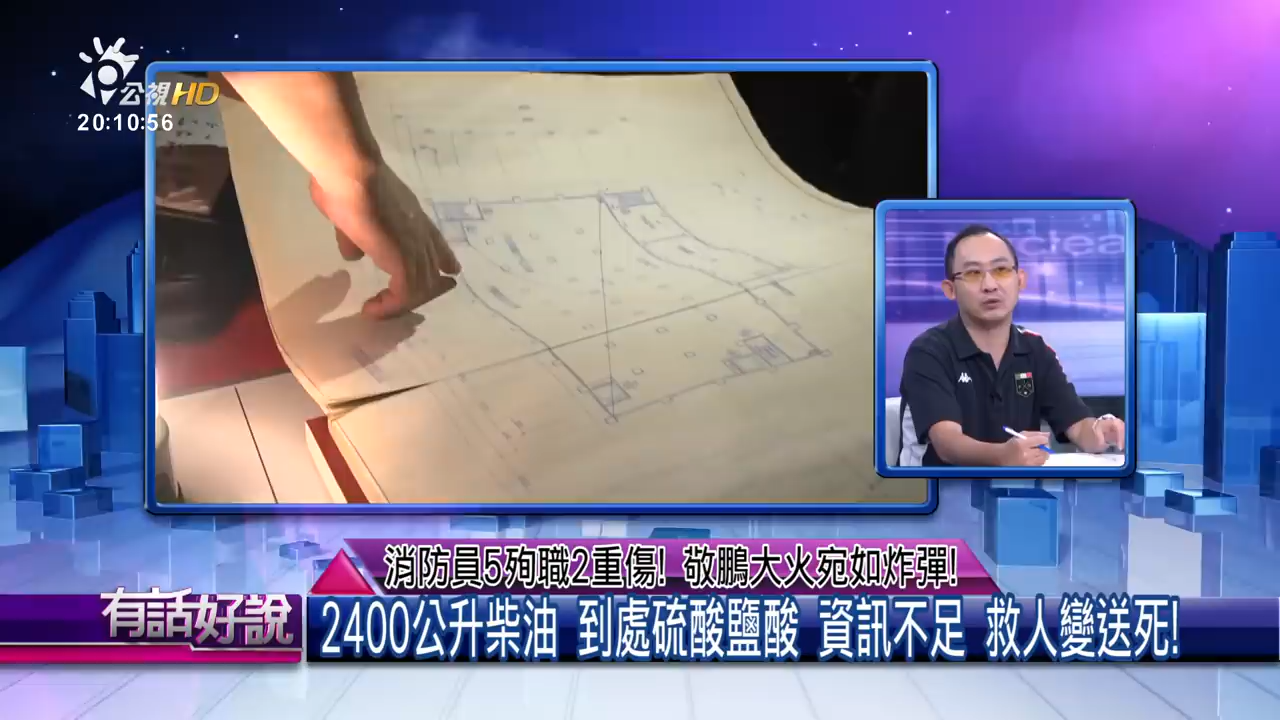 公視HD
20:10:56
消防員5殉職2重傷! 敬鵬大火宛如炸彈!
有話好說
2400公升柴油 到處硫酸鹽酸 資訊不足 救人變送死!